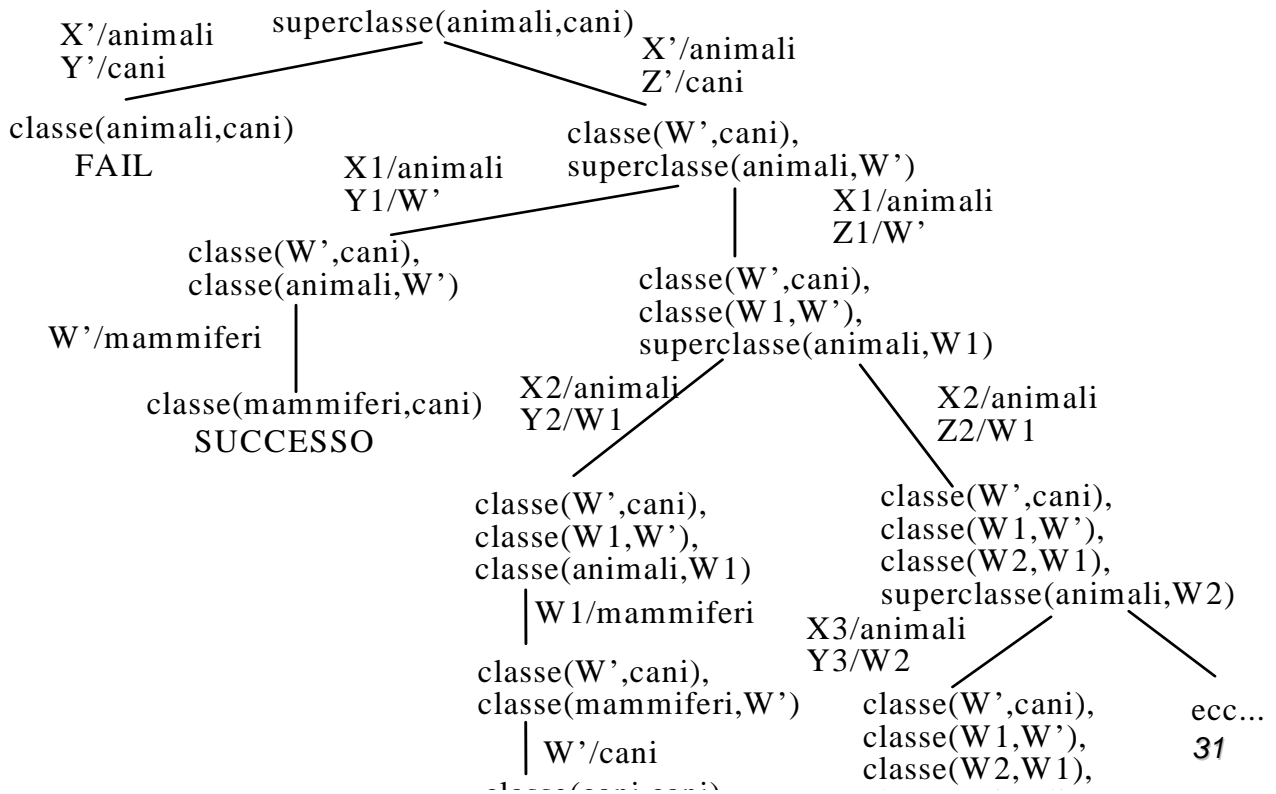 superclasse(animali,cani)
X’/animali
Y’/cani
X’/animali
Z’/cani
classe(animali,cani)
FAIL
classe(W’,cani),
superclasse(animali,W’)
X1/animali
Y1/W’
X1/animali
Z1/W’
classe(W’,cani),
classe(animali,W’)
classe(W’,cani),
classe(W1,W’),
superclasse(animali,W1)
W’/mammiferi
classe(mammiferi,cani)
SUCCESSO
X2/animali
Y2/W1
X2/animali
Z2/W1
classe(W’,cani),
classe(W1,W’),
classe(animali,W1)
classe(W’,cani),
classe(W1,W’),
classe(W2,W1),
superclasse(animali,W2)
W1/mammiferi
X3/animali
Y3/W2
classe(W’,cani),
classe(mammiferi,W’)
classe(W’,cani),
classe(W1,W’),
classe(W2,W1),
ecc...
31
W’/cani
classe(cani,cani)